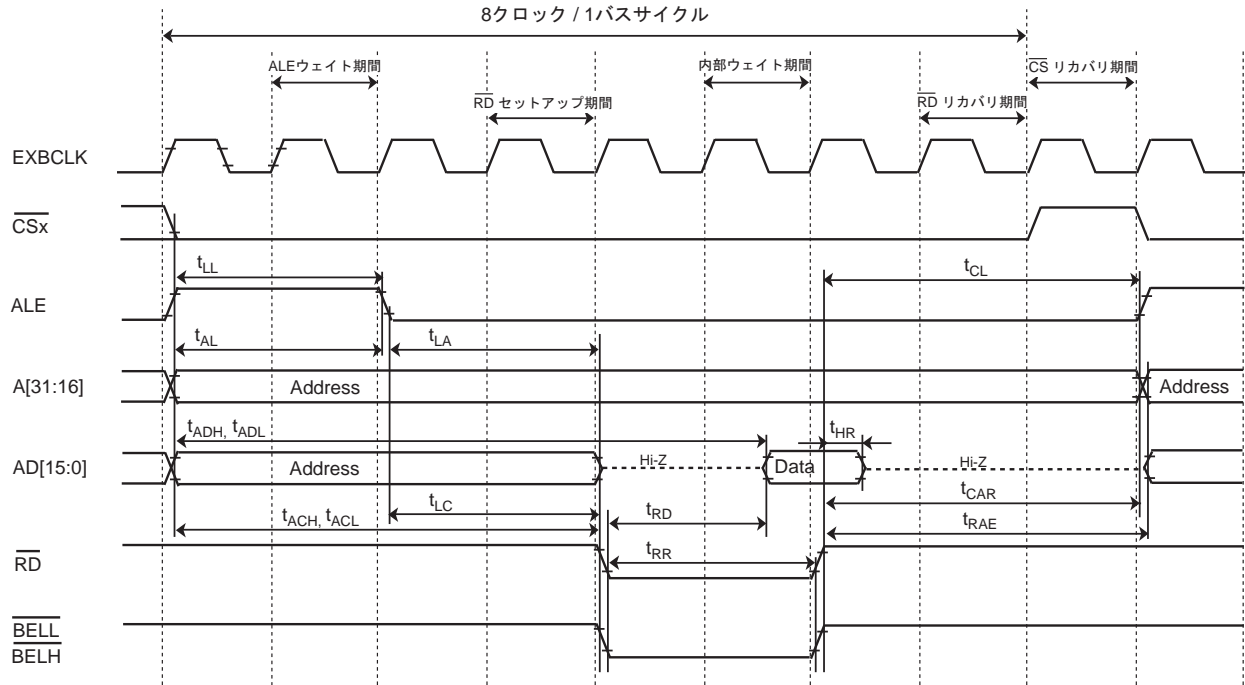 8クロック / 1バスサイクル
ALEウェイト期間
内部ウェイト期間
CS リカバリ期間
RD セットアップ期間
RD リカバリ期間
EXBCLK
CSx
tLL
tCL
ALE
tAL
tLA
A[31:16]
Address
Address
tADH, tADL
tHR
AD[15:0]
Address
Hi-Z
Data
Hi-Z
tCAR
tLC
tRD
tACH, tACL
tRAE
tRR
RD
BELL
BELH